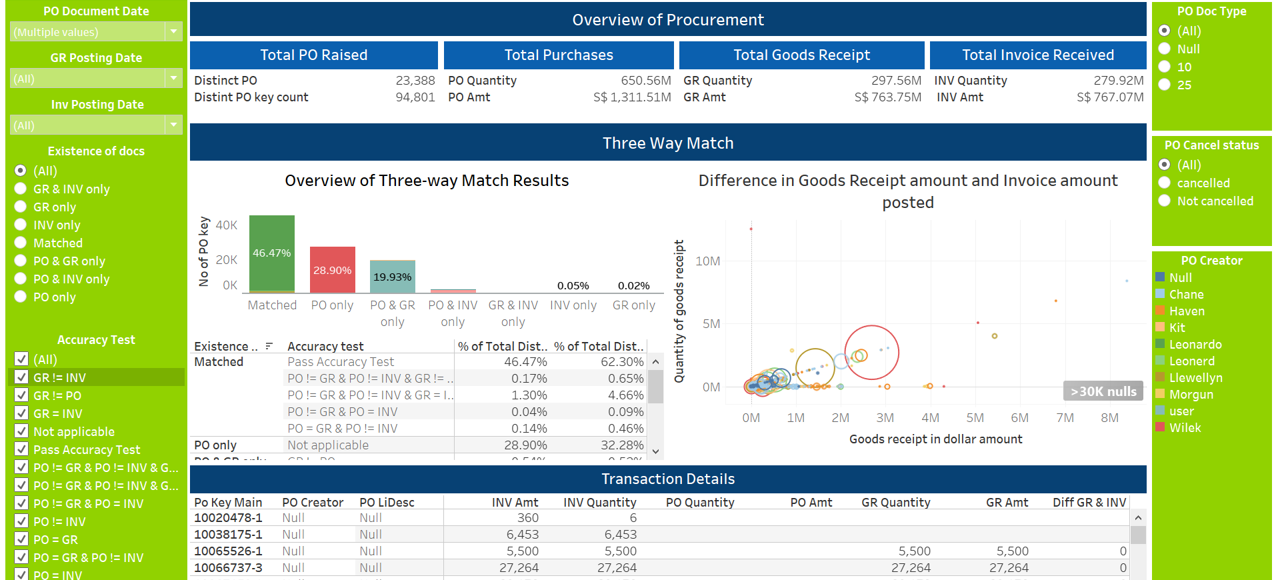 PO Document Date
(Multiple values)
GR Posting Date
(All)
Inv Posting Date
(All)
Existence of docs
(All)
GR & INV only
GR only
INV only
Matched
PO & GR only
PO & INV only
PO only
Accuracy Test
(All)
GR != INV
GR != PO
GR = INV
Not applicable
Pass Accuracy Test
PO != GR & PO != INV & G...
PO != GR & PO != INV & G...
PO != GR & PO = INV
PO != INV
PO = GR
PO = GR & PO != INV
PO = INV
Overview of Procurement
Total PO Raised
Distinct PO 23,388
Distint PO key count 94,801
Total Purchases
PO Quantity 650.56M
PO Amt S$ 1,311.51M
Total Goods Receipt
GR Quantity 297.56M
GR Amt S$ 763.75M
Total Invoice Received
INV Quantity 279.92M
INV Amt S$ 767.07M
Three Way Match
Overview of Three-way Match Results
No of PO key
40K
20K
0K
46.47%
28.90%
19.93%
0.05%
0.02%
Matched
PO only
PO & GR
only
PO & INV
only
GR & INV
only
INV only
GR only
Existence .. Accuracy test % of Total Dist.. % of Total Dist..
Matched Pass Accuracy Test 46.47% 62.30%
PO != GR & PO != INV & GR != .. 0.17% 0.65%
PO != GR & PO != INV & GR = I.. 1.30% 4.66%
PO != GR & PO = INV 0.04% 0.09%
PO = GR & PO != INV 0.14% 0.46%
PO only Not applicable 28.90% 32.28%
PO & GR only GR != PO 0.54% 0.52%
Difference in Goods Receipt amount and Invoice amount
posted
Quantity of goods receipt
10M
5M
0M
>30K nulls
0M 1M 2M 3M 4M 5M 6M 7M 8M
Goods receipt in dollar amount
Transaction Details
Po Key Main PO Creator PO LiDesc INV Amt INV Quantity PO Quantity PO Amt GR Quantity GR Amt Diff GR & INV
10020478-1 Null Null 360 6
10038175-1 Null Null 6,453 6,453
10065526-1 Null Null 5,500 5,500 5,500 5,500 0
10066737-3 Null Null 27,264 27,264 27,264 27,264 0
PO Doc Type
(All)
Null
10
25
PO Cancel status
(All)
cancelled
Not cancelled
PO Creator
Null
Chane
Haven
Kit
Leonardo
Leonerd
Llewellyn
Morgun
user
Wilek